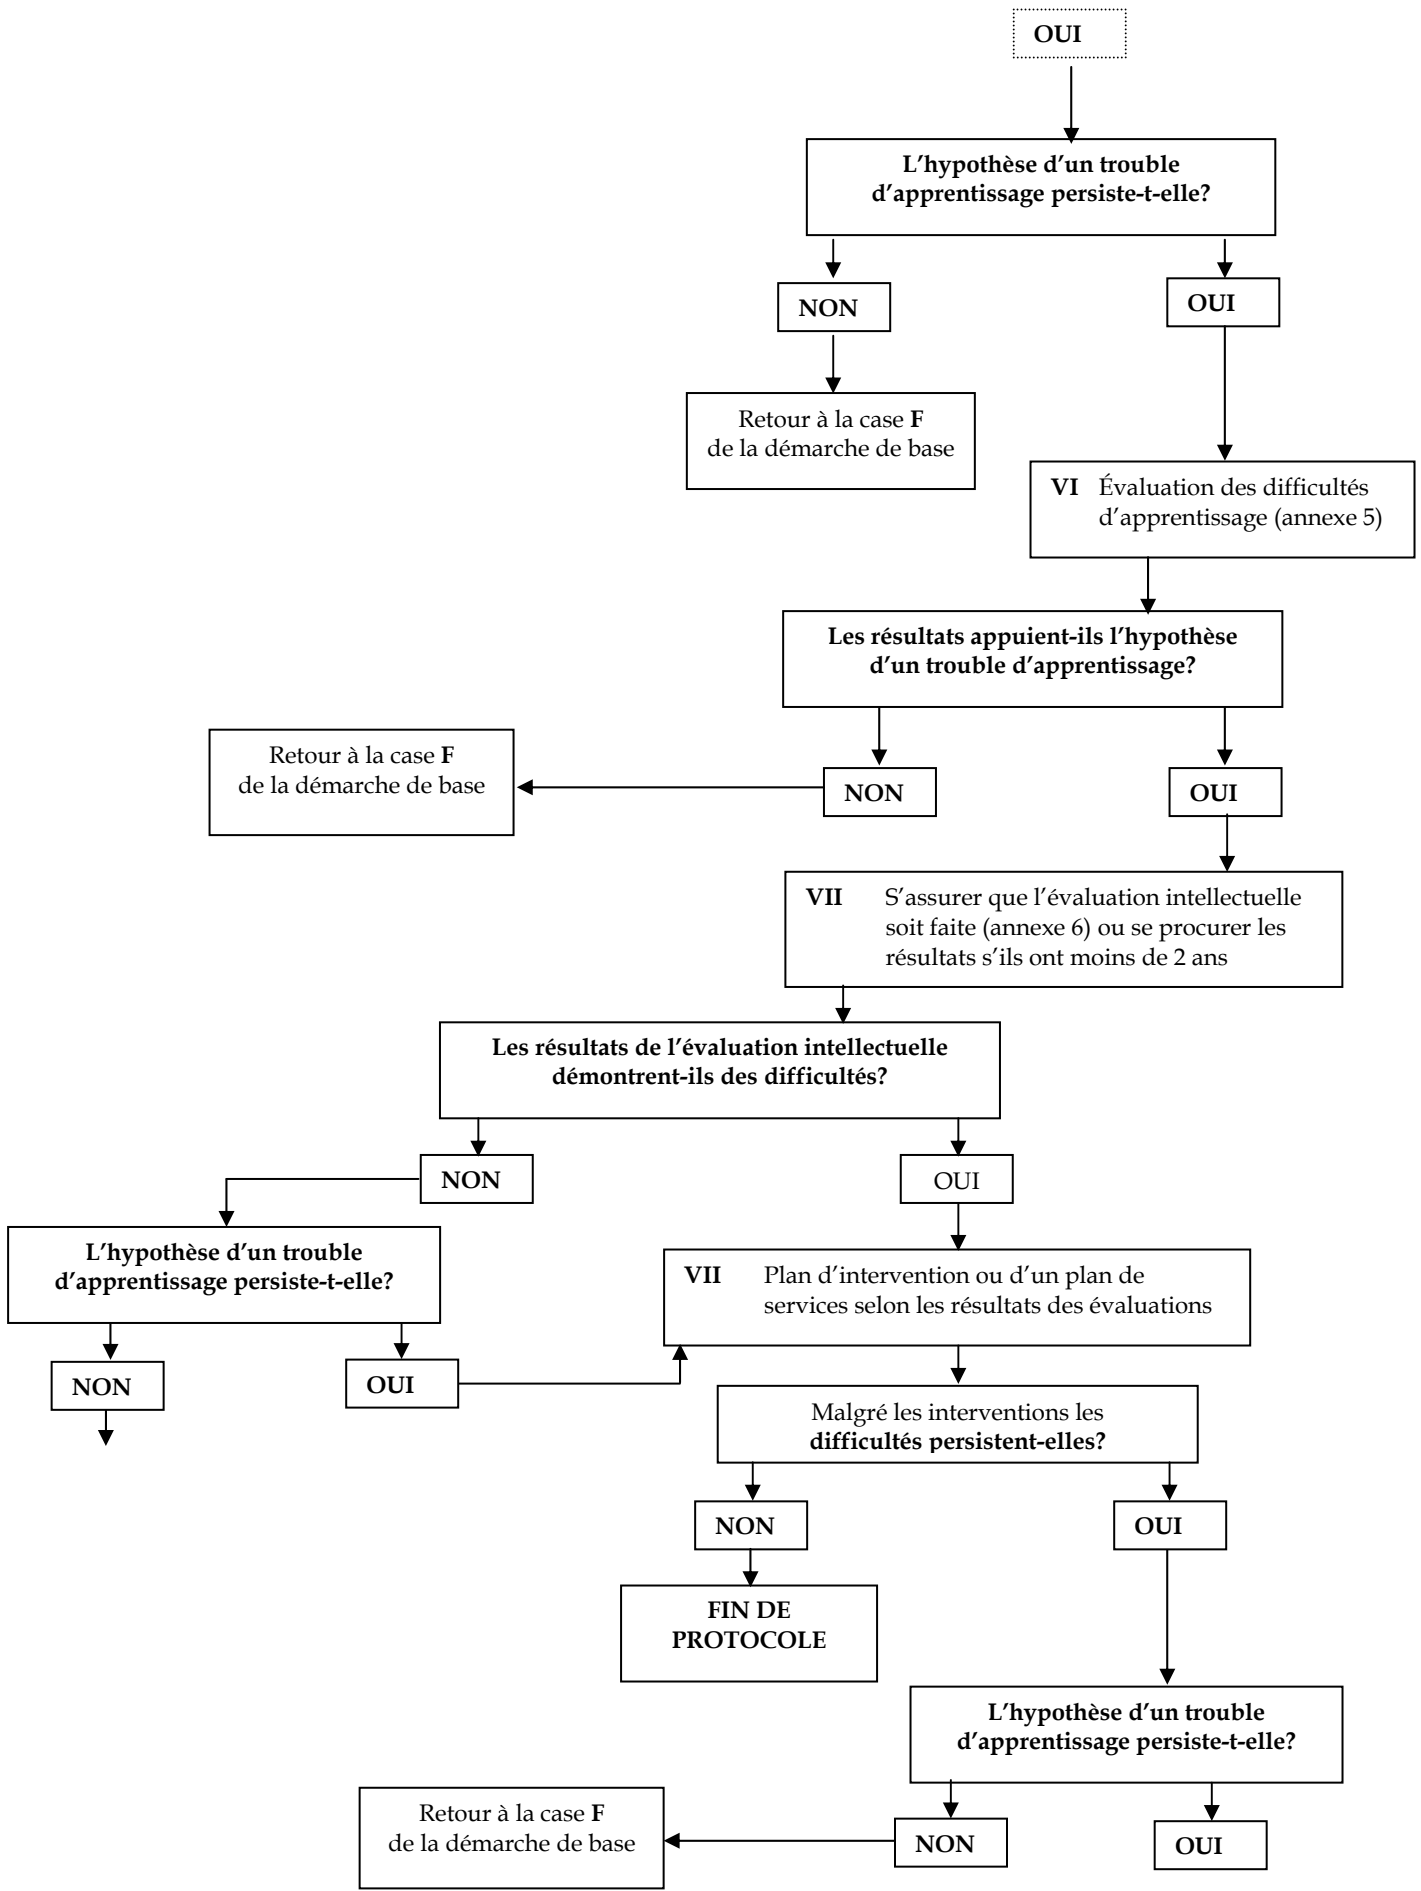 OUI
L’hypothèse d’un trouble
d’apprentissage persiste-t-elle?
NON
OUI
Retour à la case F
de la démarche de base
VI Évaluation des difficultés
d’apprentissage (annexe 5)
Les résultats appuient-ils l’hypothèse
d’un trouble d’apprentissage?
Retour à la case F
de la démarche de base
NON
OUI
VII S’assurer que l’évaluation intellectuelle
soit faite (annexe 6) ou se procurer les
résultats s’ils ont moins de 2 ans
Les résultats de l’évaluation intellectuelle
démontrent-ils des difficultés?
NON
OUI
L’hypothèse d’un trouble
d’apprentissage persiste-t-elle?
VII Plan d’intervention ou d’un plan de
services selon les résultats des évaluations
NON
OUI
Malgré les interventions les
difficultés persistent-elles?
NON
OUI
FIN DE
PROTOCOLE
L’hypothèse d’un trouble
d’apprentissage persiste-t-elle?
Retour à la case F
de la démarche de base
NON
OUI